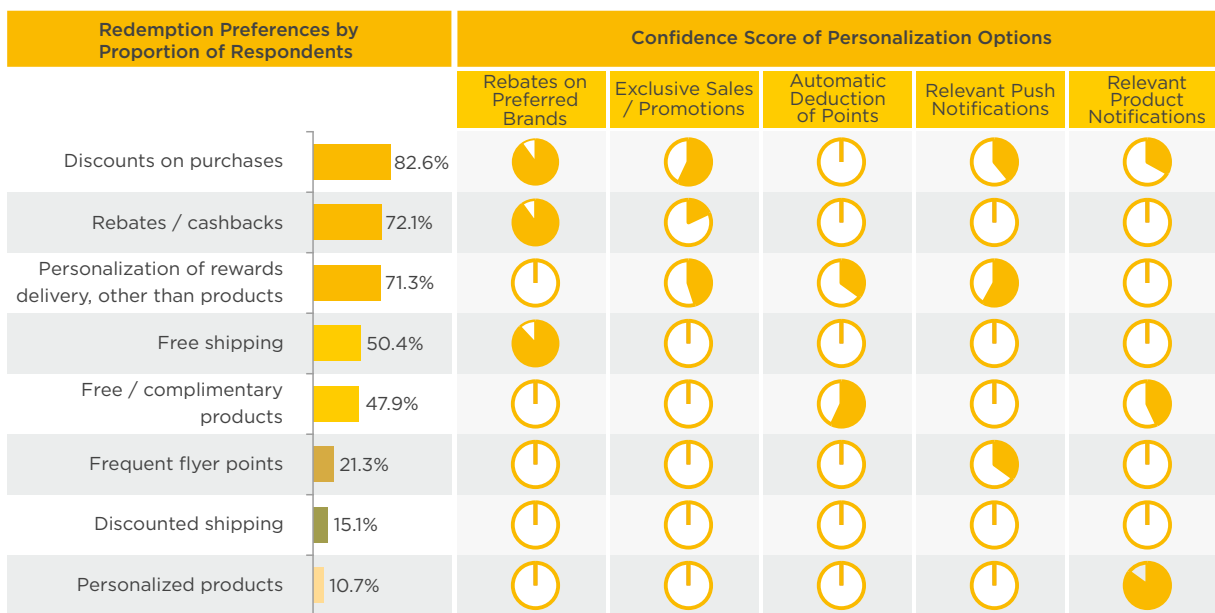 Redemption Preferences by
Proportion of Respondents
Confidence Score of Personalization Options
Rebates on
Preferred
Brands
Exclusive Sales
/ Promotions
Automatic
Deduction
of Points
Relevant Push
Notifications
Relevant
Product
Notifications
Discounts on purchases
82.6%
Rebates / cashbacks
72.1%
Personalization of rewards
delivery, other than products
71.3%
Free shipping
50.4%
Free / complimentary
products
47.9%
Frequent flyer points
21.3%
Discounted shipping
15.1%
Personalized products
10.7%